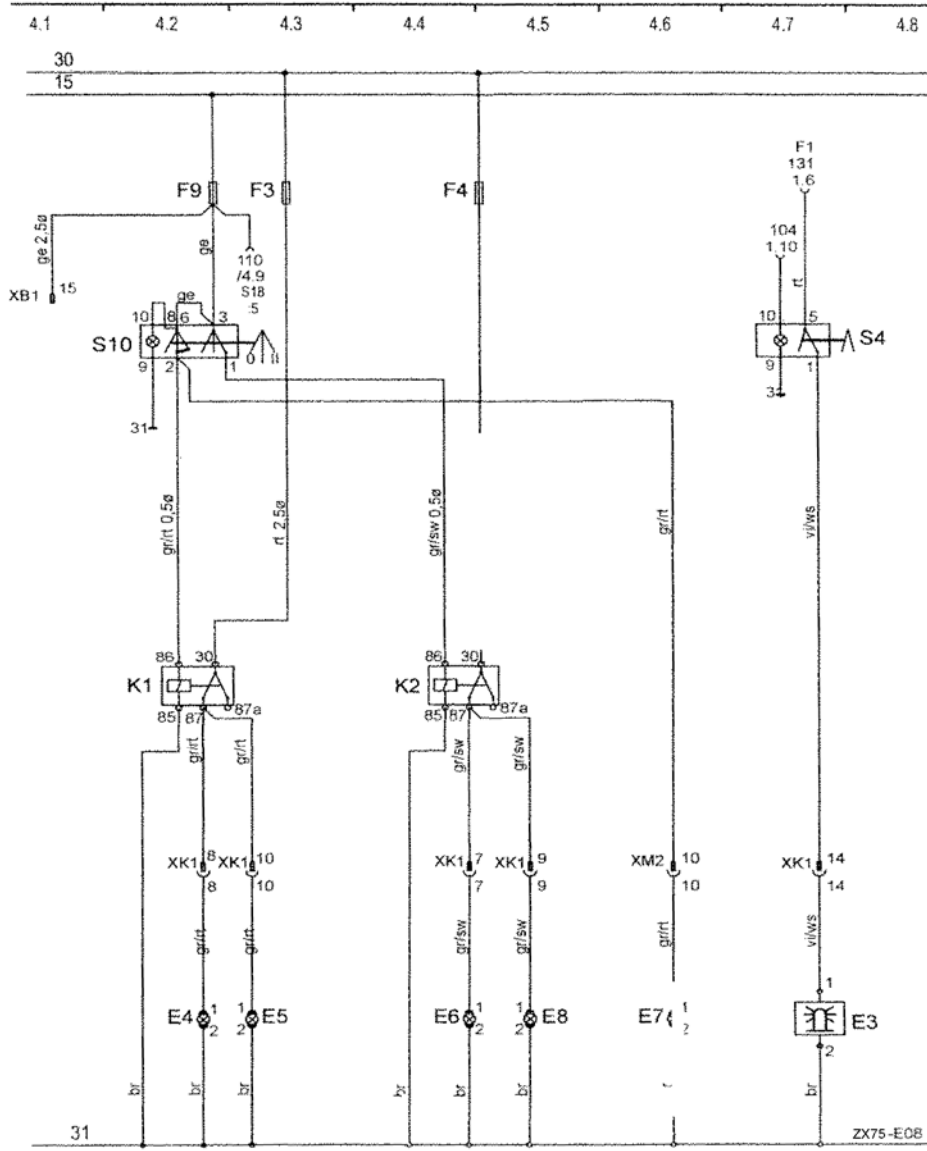 4.1 4.2 4.3 4.4 4.5 4.6 4.7 4.8
30
15
F1
131
1.6
F9 F3 F4
104
1.10
ge 2,5ø
ge
rt
110
/4.9
S18
:5
XB1 15
ge
10 8 6 3
S10
0 II
9 2 1
31
10 5
S4
9 1
gr/rt 0,5ø
rt 2,5ø
gr/sw 0,5ø
gr/rt
vi/ws
86 30
K1
85 87 87a
86 30
K2
85 87 87a
gr/rt
gr/rt
gr/sw
gr/sw
XK1 8
8
XK1 10
10
XK1 7
7
XK1 9
9
XM2 10
10
XK1 14
14
gr/rt
gr/rt
gr/sw
gr/sw
gr/rt
vi/ws
E4 1
2
1 E5
2
E6 1
2
1 E8
2
E7 1
2
1
E3
2
br
br
br
br
br
br
br
31
ZX75-E08